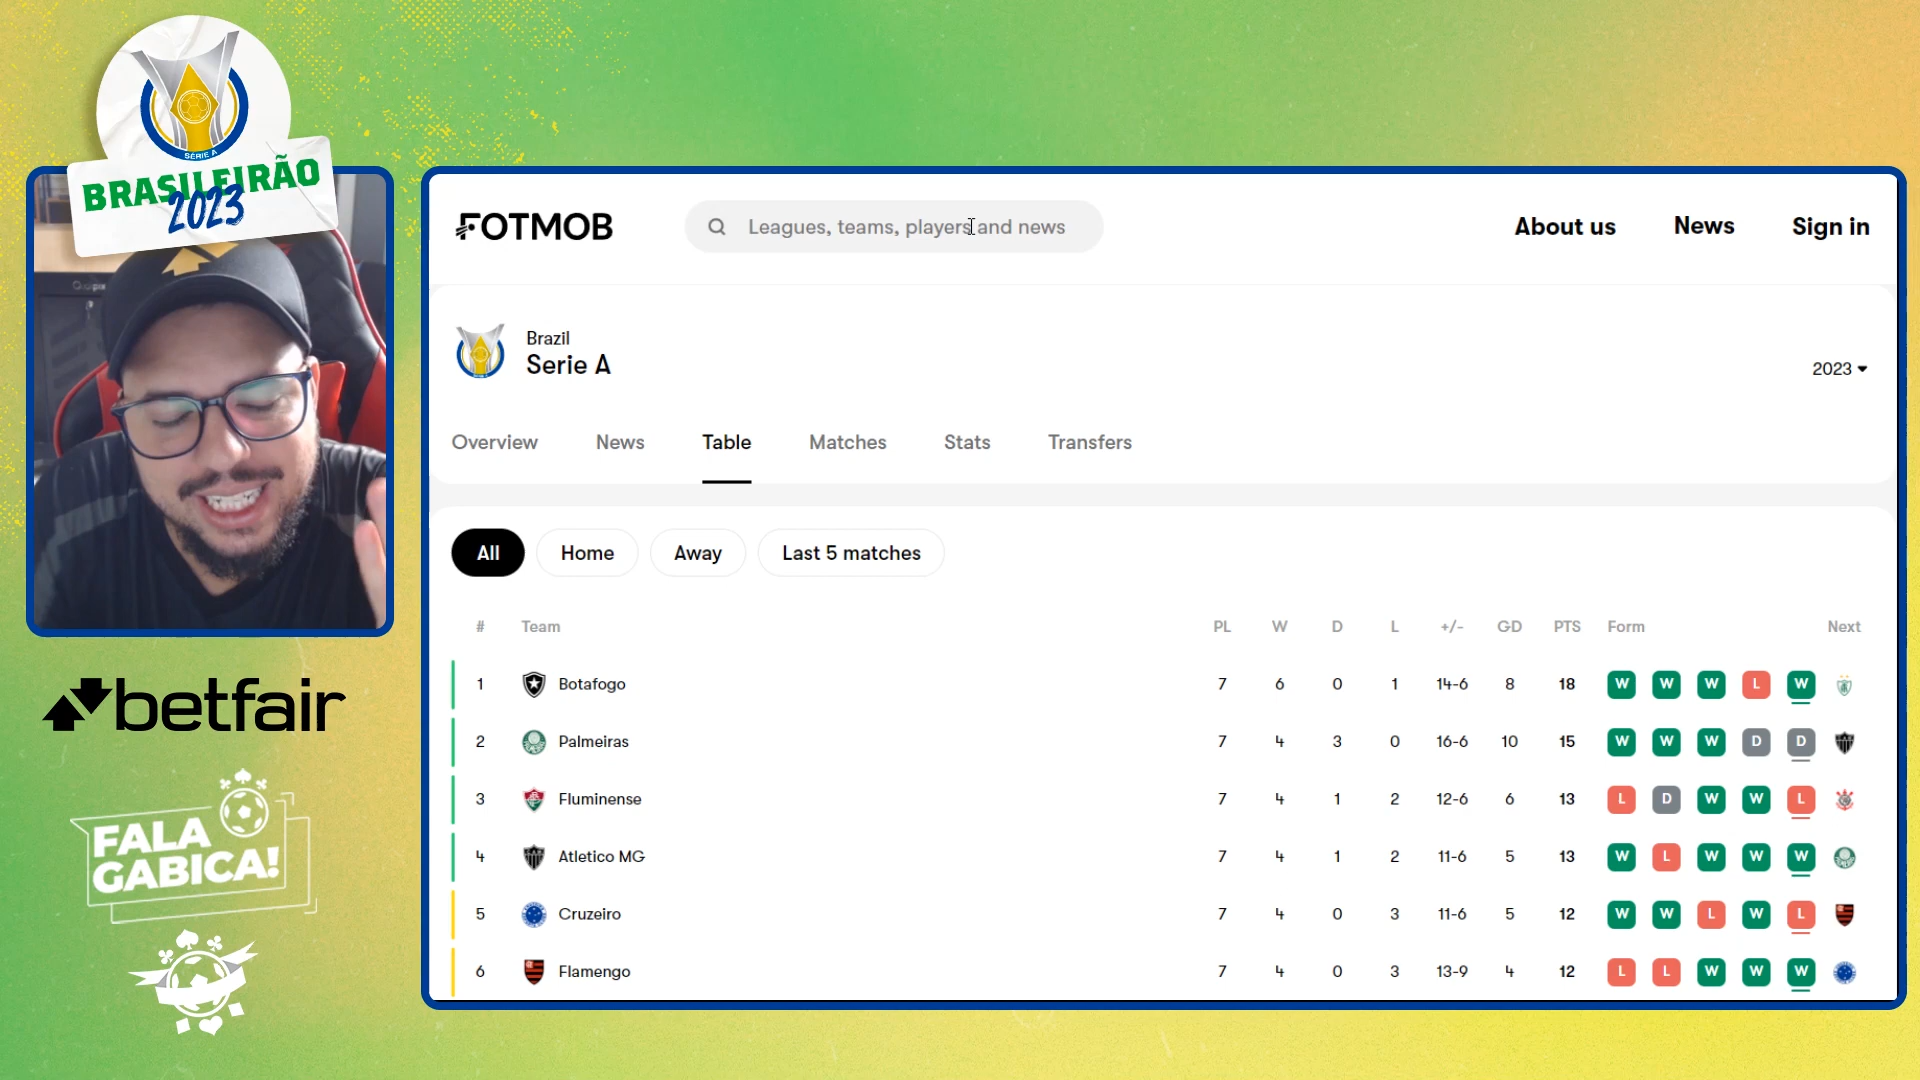 SÉRIE A
BRASILEIRÃO
2023
betfair
FALA
GABICA!
FOTMOB
Leagues, teams, players and news
About us
News
Sign in
Brazil
Serie A
2023
Overview News Table Matches Stats Transfers
All Home Away Last 5 matches
# Team PL W D L +/- GD PTS Form Next
1 Botafogo 7 6 0 1 14-6 8 18 W W W L W
2 Palmeiras 7 4 3 0 16-6 10 15 W W W D D
3 Fluminense 7 4 1 2 12-6 6 13 L D W W L
4 Atletico MG 7 4 1 2 11-6 5 13 W L W W W
5 Cruzeiro 7 4 0 3 11-6 5 12 W W L W L
6 Flamengo 7 4 0 3 13-9 4 12 L L W W W